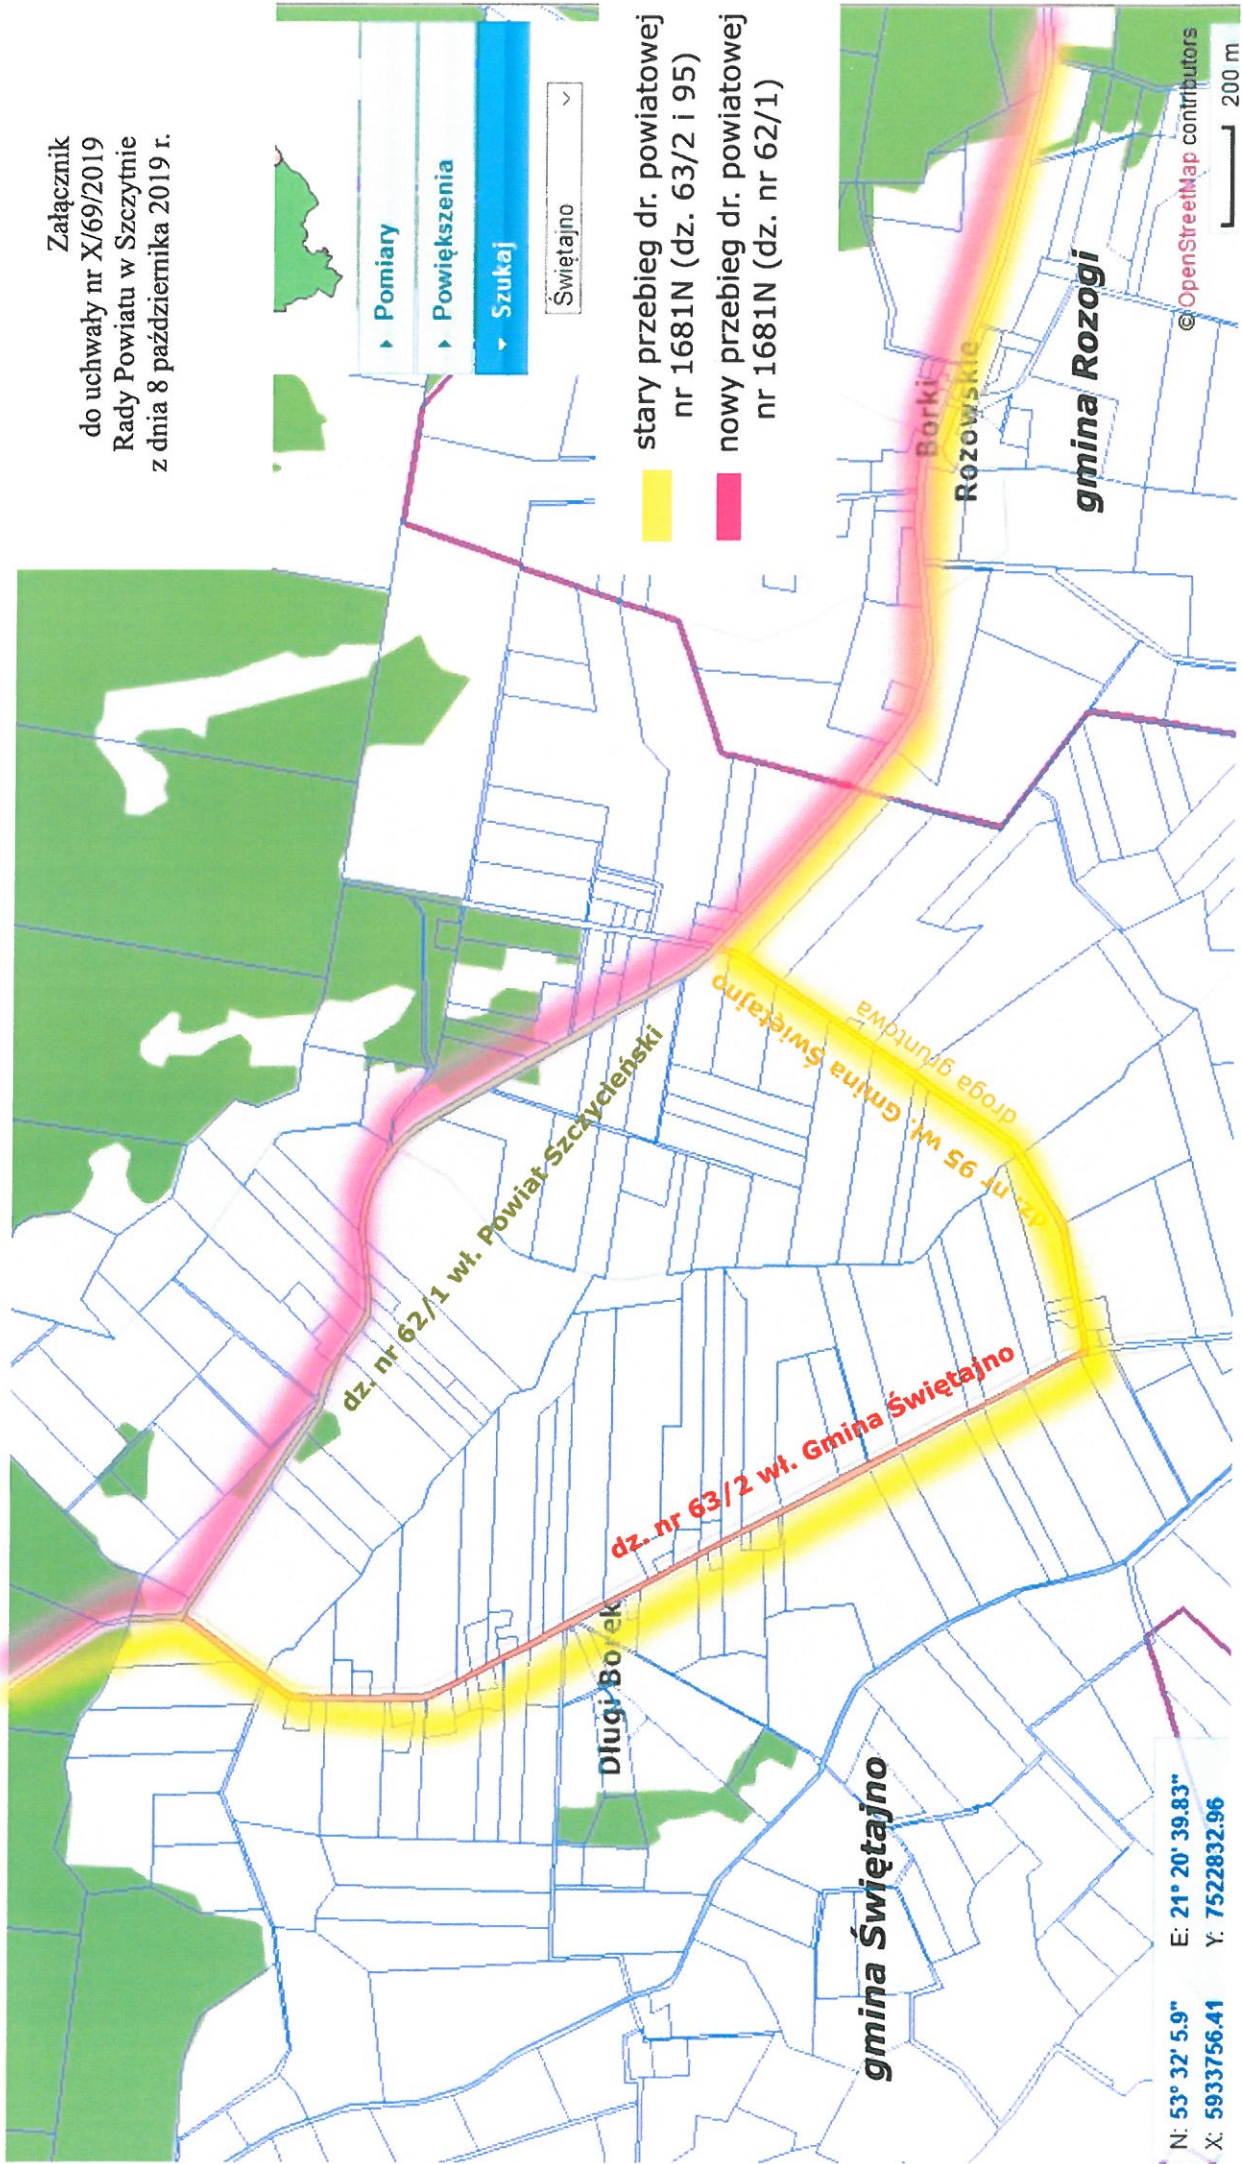 Załącznik
do uchwały nr X/69/2019
Rady Powiatu w Szczytnie
z dnia 8 października 2019 r.
Pomiary
Powiększenia
Szukaj
Świętajno
stary przebieg dr. powiatowej
nr 1681N (dz. 63/2 i 95)
nowy przebieg dr. powiatowej
nr 1681N (dz. nr 62/1)
dz. nr 62/1 wł. Powiat Szczycieński
dz. nr 95 wł. Gmina Świętajno
droga gruntowa
dz. nr 63/2 wł. Gmina Świętajno
Długi Borek
Borki
Rozowskie
gmina Rozogi
gmina Świętajno
© OpenStreetMap contributors
200 m
N: 53° 32' 5.9" E: 21° 20' 39.83"
X: 5933756.41 Y: 7522832.96